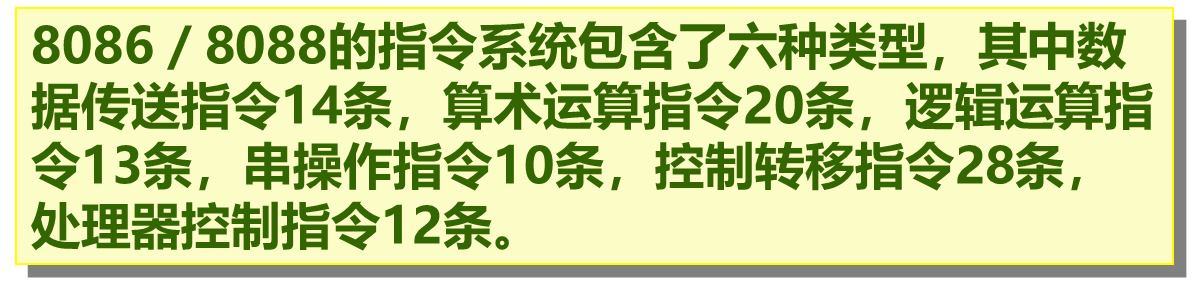 8086 / 8088的指令系统包含了六种类型，其中数
据传送指令14条，算术运算指令20条，逻辑运算指
令13条，串操作指令10条，控制转移指令28条，
处理器控制指令12条。